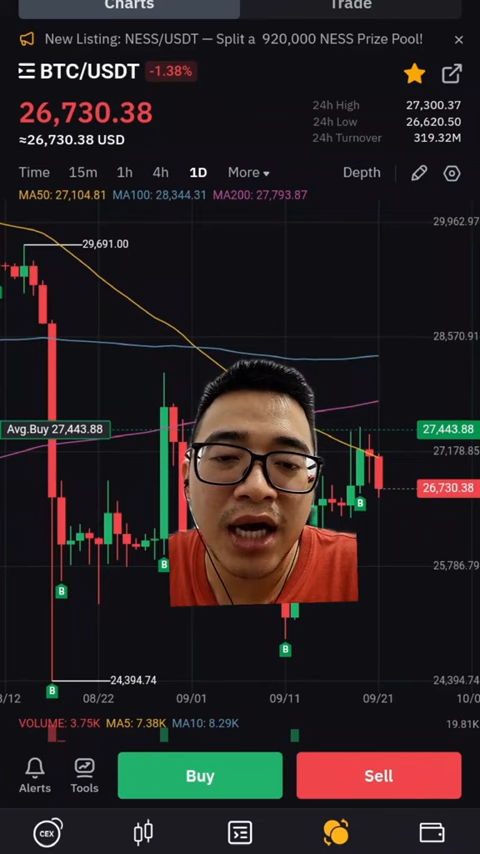 Charts
Trade
New Listing: NESS/USDT — Split a 920,000 NESS Prize Pool!
BTC/USDT -1.38%
26,730.38
≈26,730.38 USD
24h High 27,300.37
24h Low 26,620.50
24h Turnover 319.32M
Time 15m 1h 4h 1D More Depth
MA50: 27,104.81 MA100: 28,344.31 MA200: 27,793.87
29,962.97
29,691.00
28,570.91
Avg.Buy 27,443.88
27,443.88
27,178.85
26,730.38
B
B
25,786.79
B
B
24,394.74
24,394.74
B
08/22 09/01 09/11 09/21
VOLUME: 3.75K MA5: 7.38K MA10: 8.29K
19.81K
Alerts
Tools
Buy
Sell
CEX